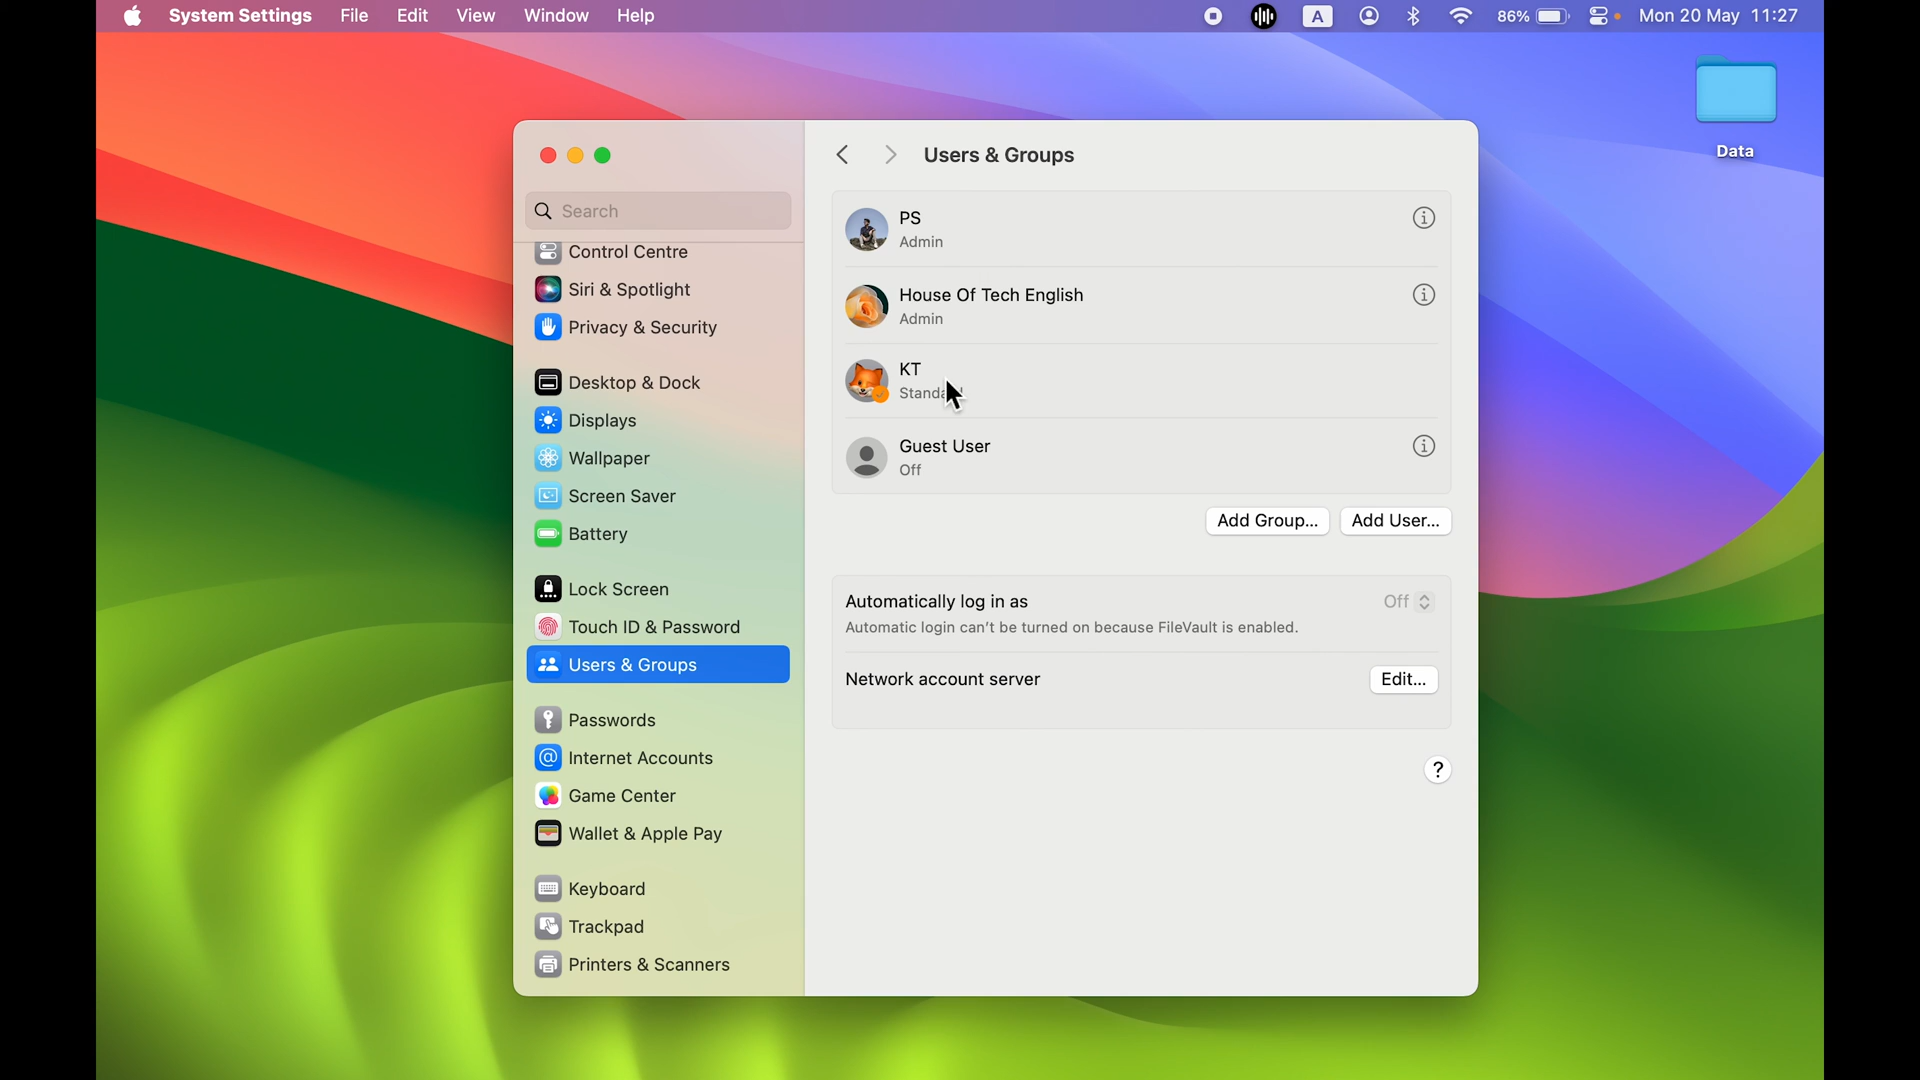 System Settings File Edit View Window Help A 86% Mon 20 May 11:27
Data
Users & Groups
Search
Control Centre
Siri & Spotlight
Privacy & Security
Desktop & Dock
Displays
Wallpaper
Screen Saver
Battery
Lock Screen
Touch ID & Password
Users & Groups
Passwords
Internet Accounts
Game Center
Wallet & Apple Pay
Keyboard
Trackpad
Printers & Scanners
PS
Admin
House Of Tech English
Admin
KT
Standard
Guest User
Off
Add Group... Add User...
Automatically log in as Off
Automatic login can't be turned on because FileVault is enabled.
Network account server Edit...
?